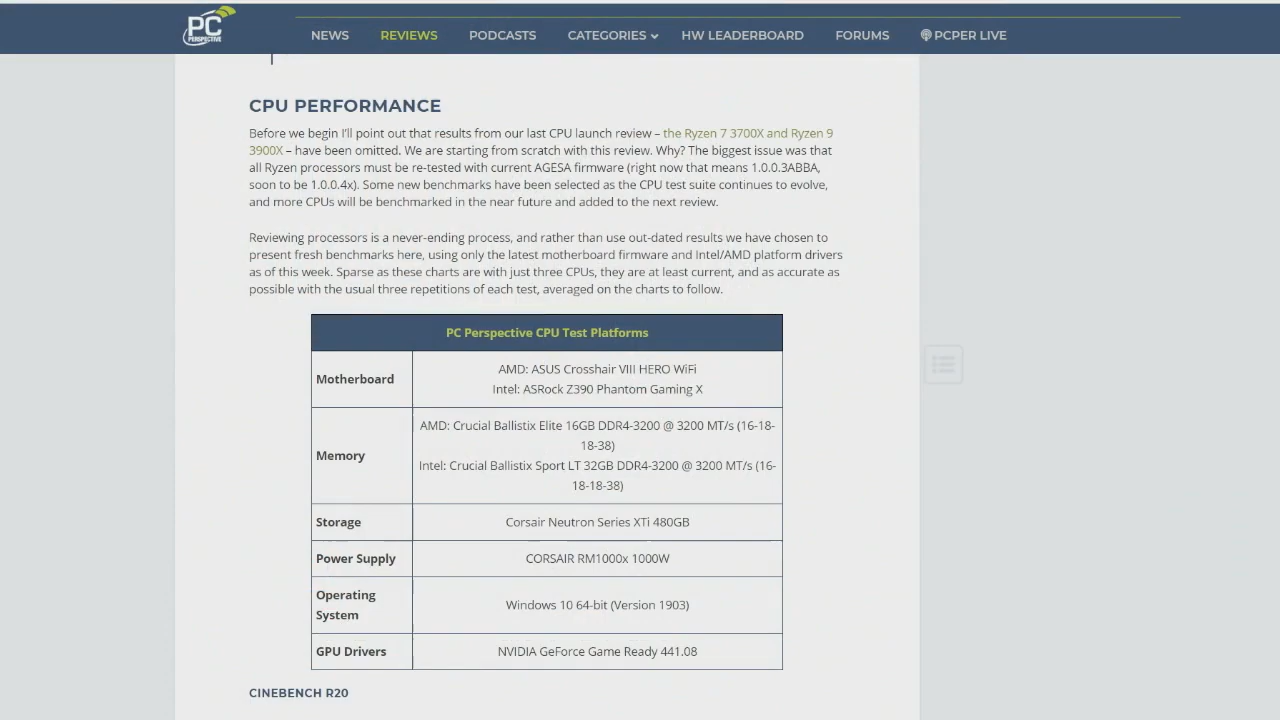 PC
PERSPECTIVE
NEWS
REVIEWS
PODCASTS
CATEGORIES
HW LEADERBOARD
FORUMS
PCPER LIVE
CPU PERFORMANCE
Before we begin I'll point out that results from our last CPU launch review – the Ryzen 7 3700X and Ryzen 9
3900X – have been omitted. We are starting from scratch with this review. Why? The biggest issue was that
all Ryzen processors must be re-tested with current AGESA firmware (right now that means 1.0.0.3ABBA,
soon to be 1.0.0.4x). Some new benchmarks have been selected as the CPU test suite continues to evolve,
and more CPUs will be benchmarked in the near future and added to the next review.
Reviewing processors is a never-ending process, and rather than use out-dated results we have chosen to
present fresh benchmarks here, using only the latest motherboard firmware and Intel/AMD platform drivers
as of this week. Sparse as these charts are with just three CPUs, they are at least current, and as accurate as
possible with the usual three repetitions of each test, averaged on the charts to follow.
PC Perspective CPU Test Platforms
Motherboard
AMD: ASUS Crosshair VIII HERO WiFi
Intel: ASRock Z390 Phantom Gaming X
Memory
AMD: Crucial Ballistix Elite 16GB DDR4-3200 @ 3200 MT/s (16-18-
18-38)
Intel: Crucial Ballistix Sport LT 32GB DDR4-3200 @ 3200 MT/s (16-
18-18-38)
Storage
Corsair Neutron Series XTi 480GB
Power Supply
CORSAIR RM1000x 1000W
Operating
System
Windows 10 64-bit (Version 1903)
GPU Drivers
NVIDIA GeForce Game Ready 441.08
CINEBENCH R20